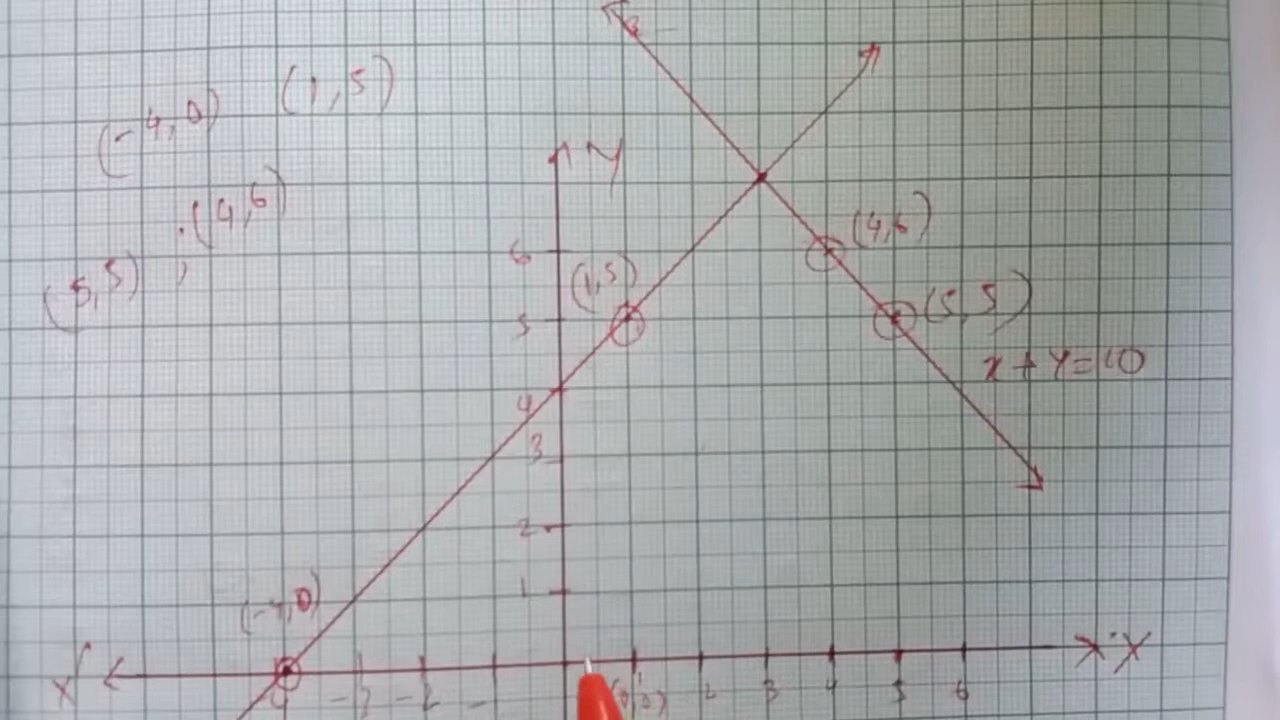 (-4,0) (1,5)
(5,5) ; (4,6)
Y
6
(1,5)
(4,6)
5
(5,5)
x + y = 10
4
3
2
1
(-4,0)
X' X
-3 -2 2 3 4 5 6